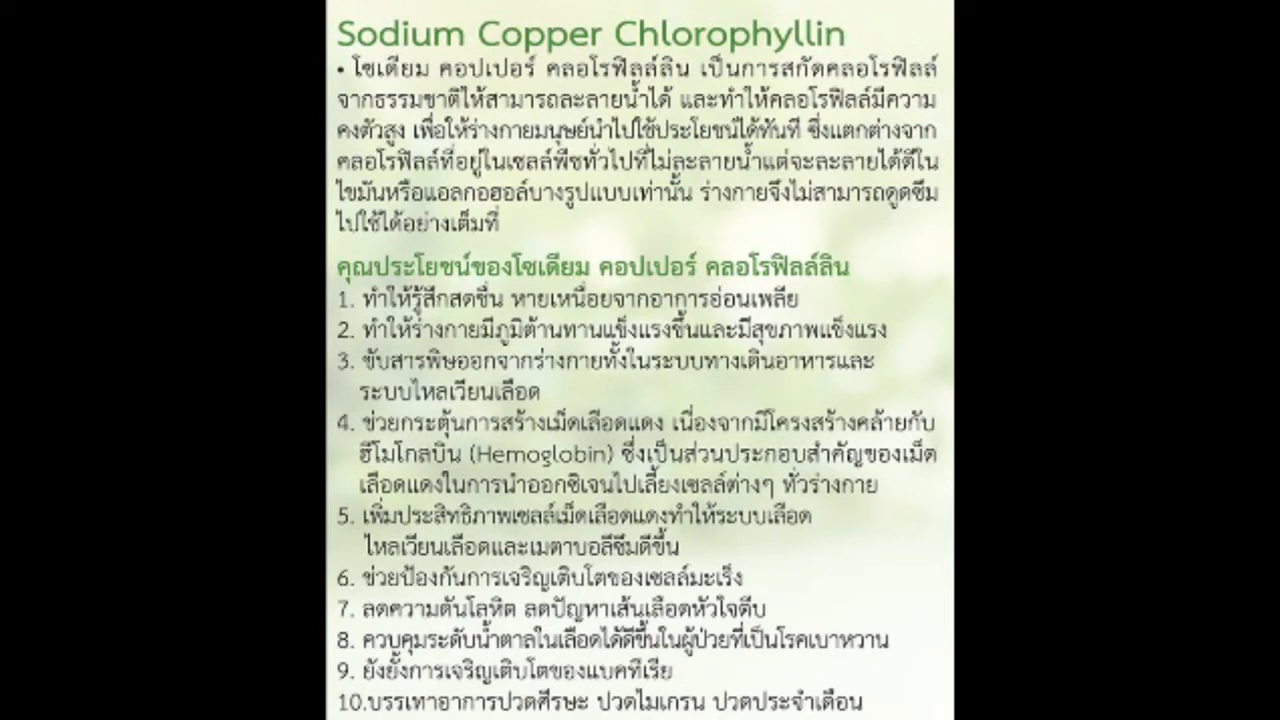 Sodium Copper Chlorophyllin
• โซเดียม คอปเปอร์ คลอโรฟิลล์ลิน เป็นการสกัดคลอโรฟิลล์
จากธรรมชาติให้สามารถละลายน้ำได้ และทำให้คลอโรฟิลล์มีความ
คงตัวสูง เพื่อให้ร่างกายมนุษย์นำไปใช้ประโยชน์ได้ทันที ซึ่งแตกต่างจาก
คลอโรฟิลล์ที่อยู่ในเซลล์พืชทั่วไปที่ไม่ละลายน้ำแต่จะละลายได้ดีใน
ไขมันหรือแอลกอฮอล์บางรูปแบบเท่านั้น ร่างกายจึงไม่สามารถดูดซึม
ไปใช้ได้อย่างเต็มที่
คุณประโยชน์ของโซเดียม คอปเปอร์ คลอโรฟิลล์ลิน
1. ทำให้รู้สึกสดชื่น หายเหนื่อยจากอาการอ่อนเพลีย
2. ทำให้ร่างกายมีภูมิต้านทานแข็งแรงขึ้นและมีสุขภาพแข็งแรง
3. ขับสารพิษออกจากร่างกายทั้งในระบบทางเดินอาหารและ
ระบบไหลเวียนเลือด
4. ช่วยกระตุ้นการสร้างเม็ดเลือดแดง เนื่องจากมีโครงสร้างคล้ายกับ
ฮีโมโกลบิน (Hemoglobin) ซึ่งเป็นส่วนประกอบสำคัญของเม็ด
เลือดแดงในการนำออกซิเจนไปเลี้ยงเซลล์ต่างๆ ทั่วร่างกาย
5. เพิ่มประสิทธิภาพเซลล์เม็ดเลือดแดงทำให้ระบบเลือด
ไหลเวียนเลือดและเมตาบอลีซึมดีขึ้น
6. ช่วยป้องกันการเจริญเติบโตของเซลล์มะเร็ง
7. ลดความดันโลหิต ลดปัญหาเส้นเลือดหัวใจตีบ
8. ควบคุมระดับน้ำตาลในเลือดได้ดีขึ้นในผู้ป่วยที่เป็นโรคเบาหวาน
9. ยังยั้งการเจริญเติบโตของแบคทีเรีย
10.บรรเทาอาการปวดศีรษะ ปวดไมเกรน ปวดประจำเดือน